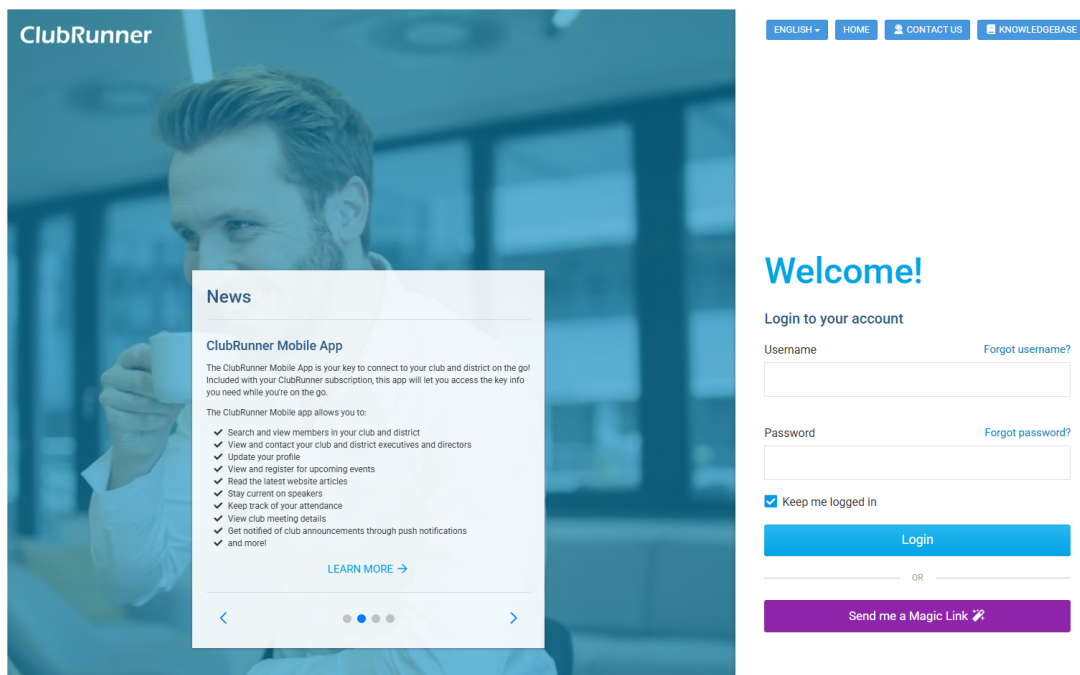 ClubRunner
ENGLISH
HOME
CONTACT US
KNOWLEDGEBASE
News
ClubRunner Mobile App
The ClubRunner Mobile App is your key to connect to your club and district on the go!
Included with your ClubRunner subscription, this app will let you access the key info
you need while you're on the go.
The ClubRunner Mobile app allows you to:
Search and view members in your club and district
View and contact your club and district executives and directors
Update your profile
View and register for upcoming events
Read the latest website articles
Stay current on speakers
Keep track of your attendance
View club meeting details
Get notified of club announcements through push notifications
and more!
LEARN MORE
Welcome!
Login to your account
Username
Forgot username?
Password
Forgot password?
Keep me logged in
Login
OR
Send me a Magic Link